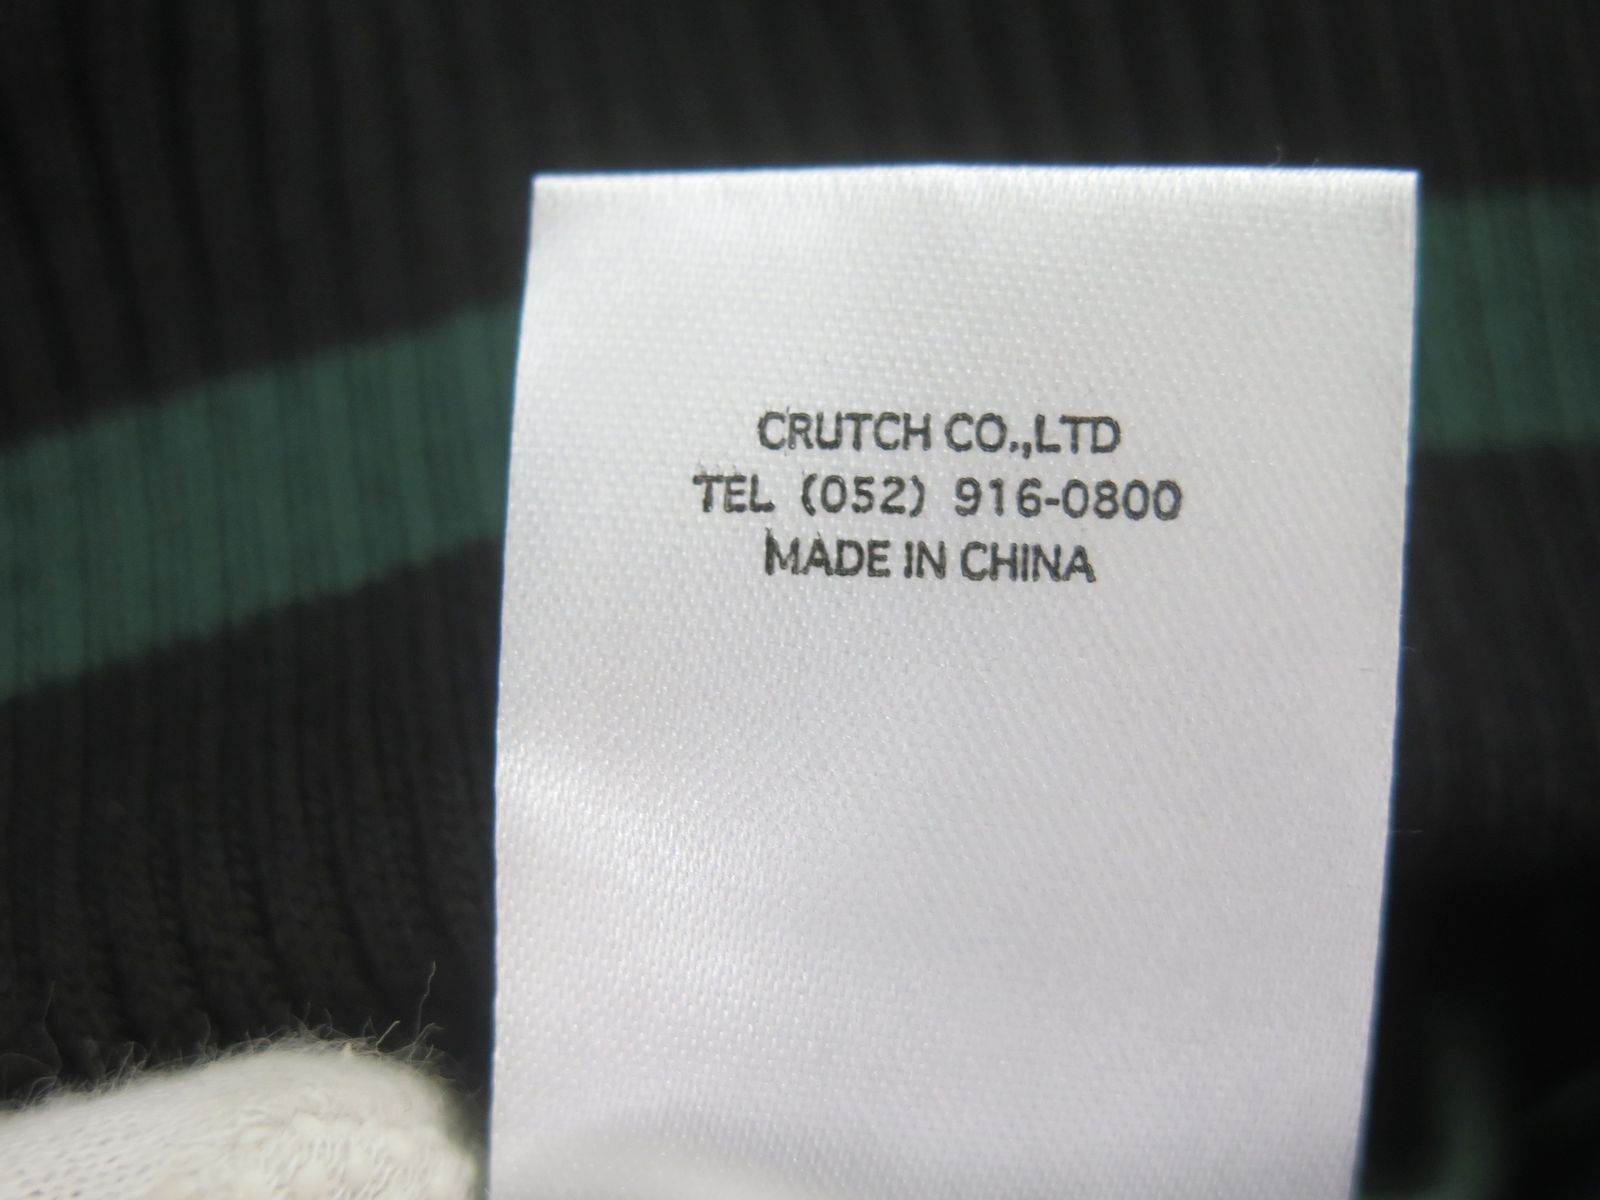 CRUTCH CO.,LTD
TEL (052) 916-0800
MADE IN CHINA